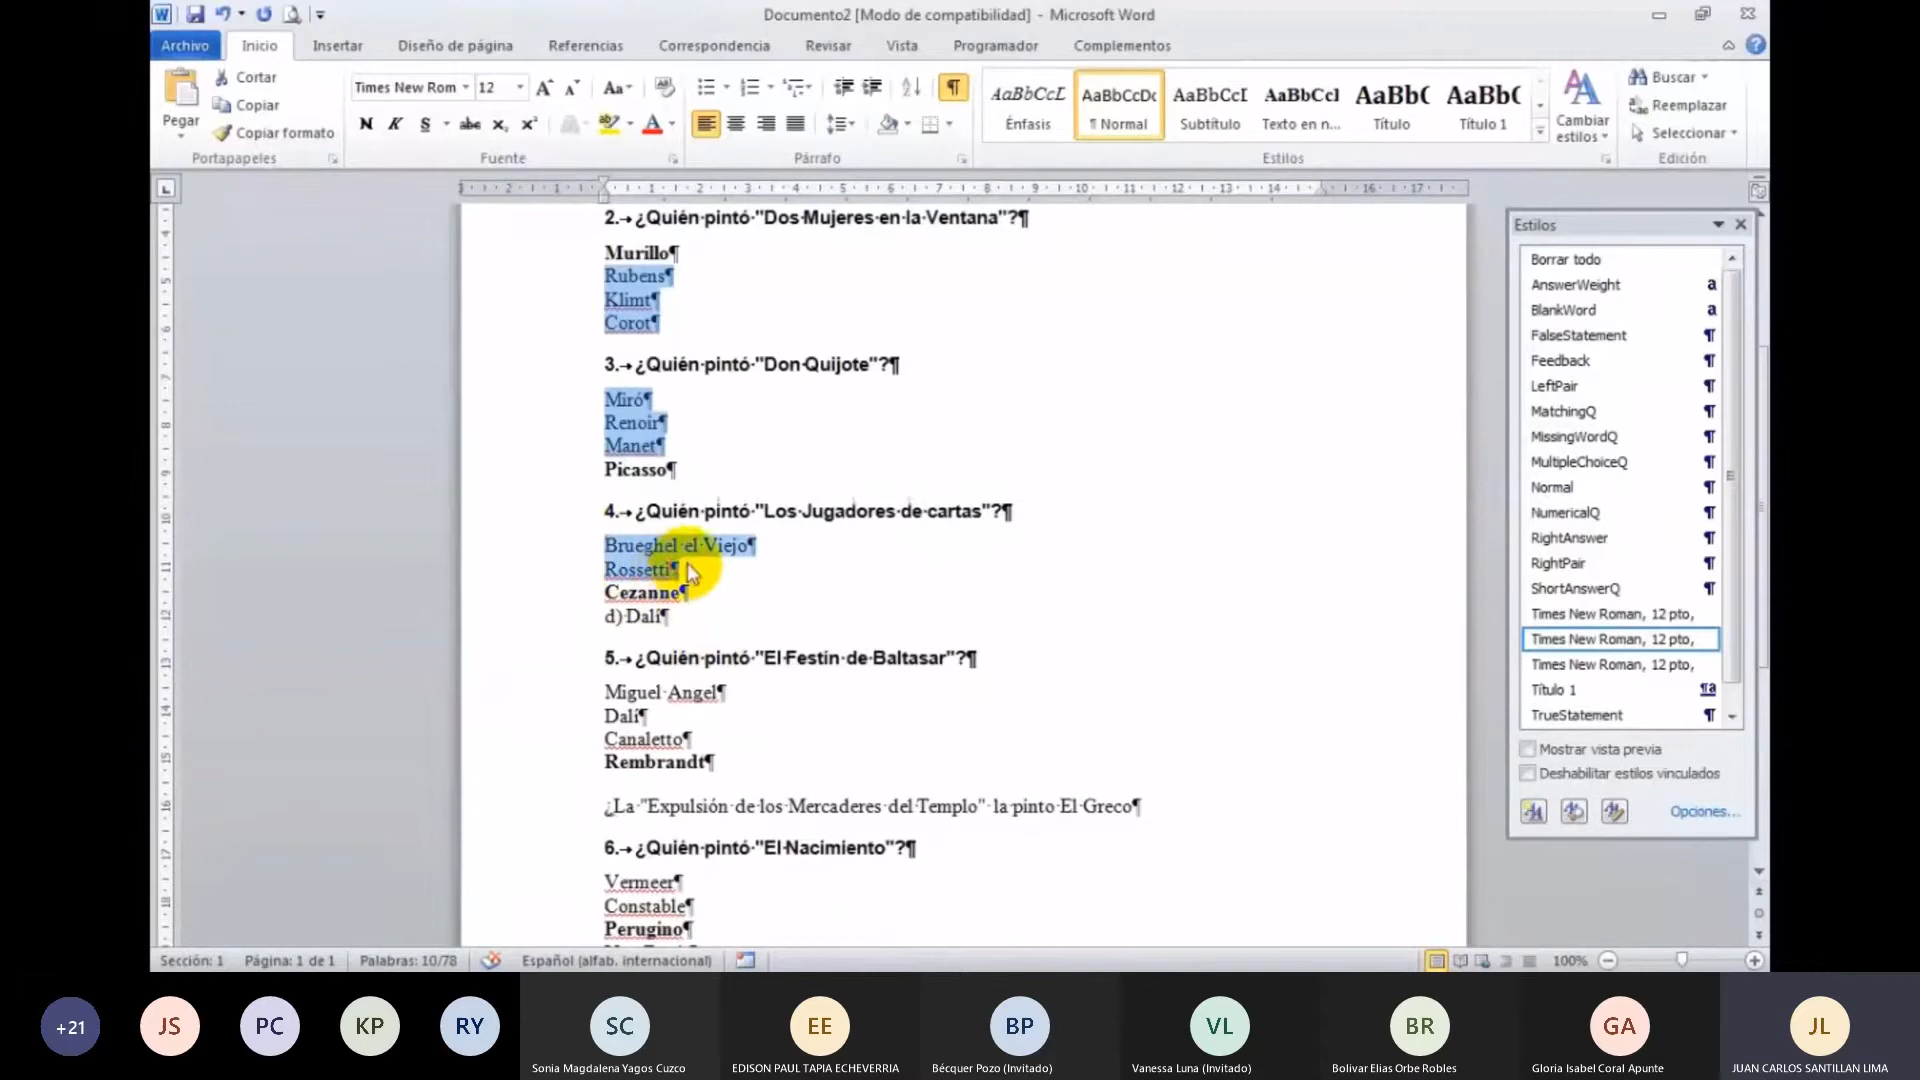 Documento2 [Modo de compatibilidad] - Microsoft Word
Archivo Inicio Insertar Diseño de página Referencias Correspondencia Revisar Vista Programador Complementos
Pegar
Cortar
Copiar
Copiar formato
Portapapeles
Times New Rom 12
N K S abc x₂ x² A
Fuente
Párrafo
AaBbCcL AaBbCcDc AaBbCcI AaBbCcI AaBb( AaBb(
Énfasis ¶ Normal Subtítulo Texto en n... Título Título 1
Cambiar estilos
Estilos
Buscar
Reemplazar
Seleccionar
Edición
2.→¿Quién·pintó·"Dos·Mujeres·en·la·Ventana"?¶
Murillo¶
Rubens¶
Klimt¶
Corot¶
3.→¿Quién·pintó·"Don·Quijote"?¶
Miró¶
Renoir¶
Manet¶
Picasso¶
4.→¿Quién·pintó·"Los·Jugadores·de·cartas"?¶
Brueghel·el·Viejo¶
Rossetti¶
Cezanne¶
d)·Dalí¶
5.→¿Quién·pintó·"El·Festín·de·Baltasar"?¶
Miguel·Angel¶
Dalí¶
Canaletto¶
Rembrandt¶
¿La·"Expulsión·de·los·Mercaderes·del·Templo"·la·pinto·El·Greco¶
6.→¿Quién·pintó·"El·Nacimiento"?¶
Vermeer¶
Constable¶
Perugino¶
Estilos
Borrar todo
AnswerWeight a
BlankWord a
FalseStatement ¶
Feedback ¶
LeftPair ¶
MatchingQ ¶
MissingWordQ ¶
MultipleChoiceQ ¶
Normal ¶
NumericalQ ¶
RightAnswer ¶
RightPair ¶
ShortAnswerQ ¶
Times New Roman, 12 pto,
Times New Roman, 12 pto,
Times New Roman, 12 pto,
Título 1 ¶a
TrueStatement ¶
Mostrar vista previa
Deshabilitar estilos vinculados
Opciones...
Sección: 1 Página: 1 de 1 Palabras: 10/78 Español (alfab. internacional) 100%
+21 JS PC KP RY SC EE BP VL BR GA JL
Sonia Magdalena Yagos Cuzco EDISON PAUL TAPIA ECHEVERRIA Bécquer Pozo (Invitado) Vanessa Luna (Invitado) Bolivar Elias Orbe Robles Gloria Isabel Coral Apunte JUAN CARLOS SANTILLAN LIMA